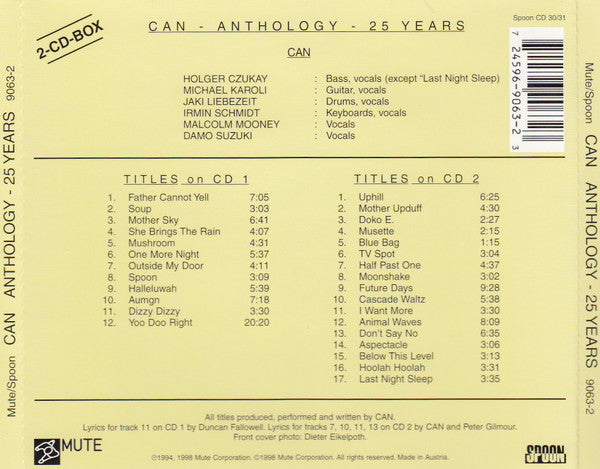 2-CD-BOX
CAN - ANTHOLOGY - 25 YEARS
Spoon CD 30/31
7 24596-9063-2 3
CAN
HOLGER CZUKAY : Bass, vocals (except "Last Night Sleep)
MICHAEL KAROLI : Guitar, vocals
JAKI LIEBEZEIT : Drums, vocals
IRMIN SCHMIDT : Keyboards, vocals
MALCOLM MOONEY : Vocals
DAMO SUZUKI : Vocals
TITLES on CD 1
1. Father Cannot Yell 7:05
2. Soup 3:03
3. Mother Sky 6:41
4. She Brings The Rain 4:07
5. Mushroom 4:31
6. One More Night 5:37
7. Outside My Door 4:11
8. Spoon 3:09
9. Halleluwah 5:39
10. Aumgn 7:18
11. Dizzy Dizzy 3:30
12. Yoo Doo Right 20:20
TITLES on CD 2
1. Uphill 6:25
2. Mother Upduff 4:30
3. Doko E. 2:27
4. Musette 2:15
5. Blue Bag 1:15
6. TV Spot 3:34
7. Half Past One 4:37
8. Moonshake 3:02
9. Future Days 9:28
10. Cascade Waltz 5:38
11. I Want More 3:30
12. Animal Waves 8:09
13. Don't Say No 4:35
14. Aspectacle 3:06
15. Below This Level 3:13
16. Hoolah Hoolah 3:31
17. Last Night Sleep 3:35
All titles produced, performed and written by CAN.
Lyrics for track 11 on CD 1 by Duncan Fallowell. Lyrics for tracks 7, 10, 11, 13 on CD 2 by CAN and Peter Gilmour.
Front cover photo: Dieter Eikelpoth.
©1994, 1998 Mute Corporation. ©1998 Mute Corporation. Made in Austria.
MUTE
SPOON
Mute/Spoon CAN ANTHOLOGY - 25 YEARS 9063-2
Mute/Spoon CAN ANTHOLOGY - 25 YEARS 9063-2